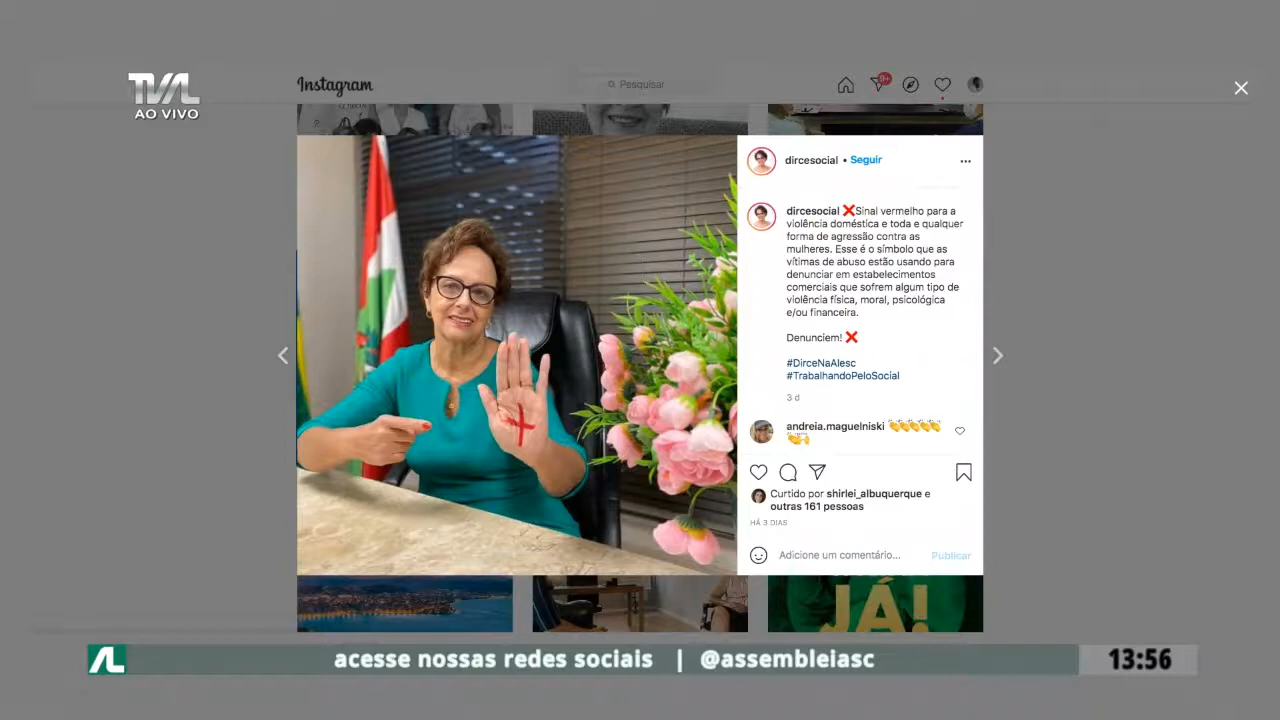 TVAL
AO VIVO
Instagram
Pesquisar
9+
dircesocial • Seguir
dircesocial ❌Sinal vermelho para a
violência doméstica e toda e qualquer
forma de agressão contra as
mulheres. Esse é o símbolo que as
vítimas de abuso estão usando para
denunciar em estabelecimentos
comerciais que sofrem algum tipo de
violência física, moral, psicológica
e/ou financeira.
Denunciem! ❌
#DirceNaAlesc
#TrabalhandoPeloSocial
3 d
andreia.maguelniski 👏👏👏👏👏
👏🙌
Curtido por shirlei_albuquerque e
outras 161 pessoas
HÁ 3 DIAS
Adicione um comentário... Publicar
JÁ!
AL
acesse nossas redes sociais | @assembleiasc
13:56